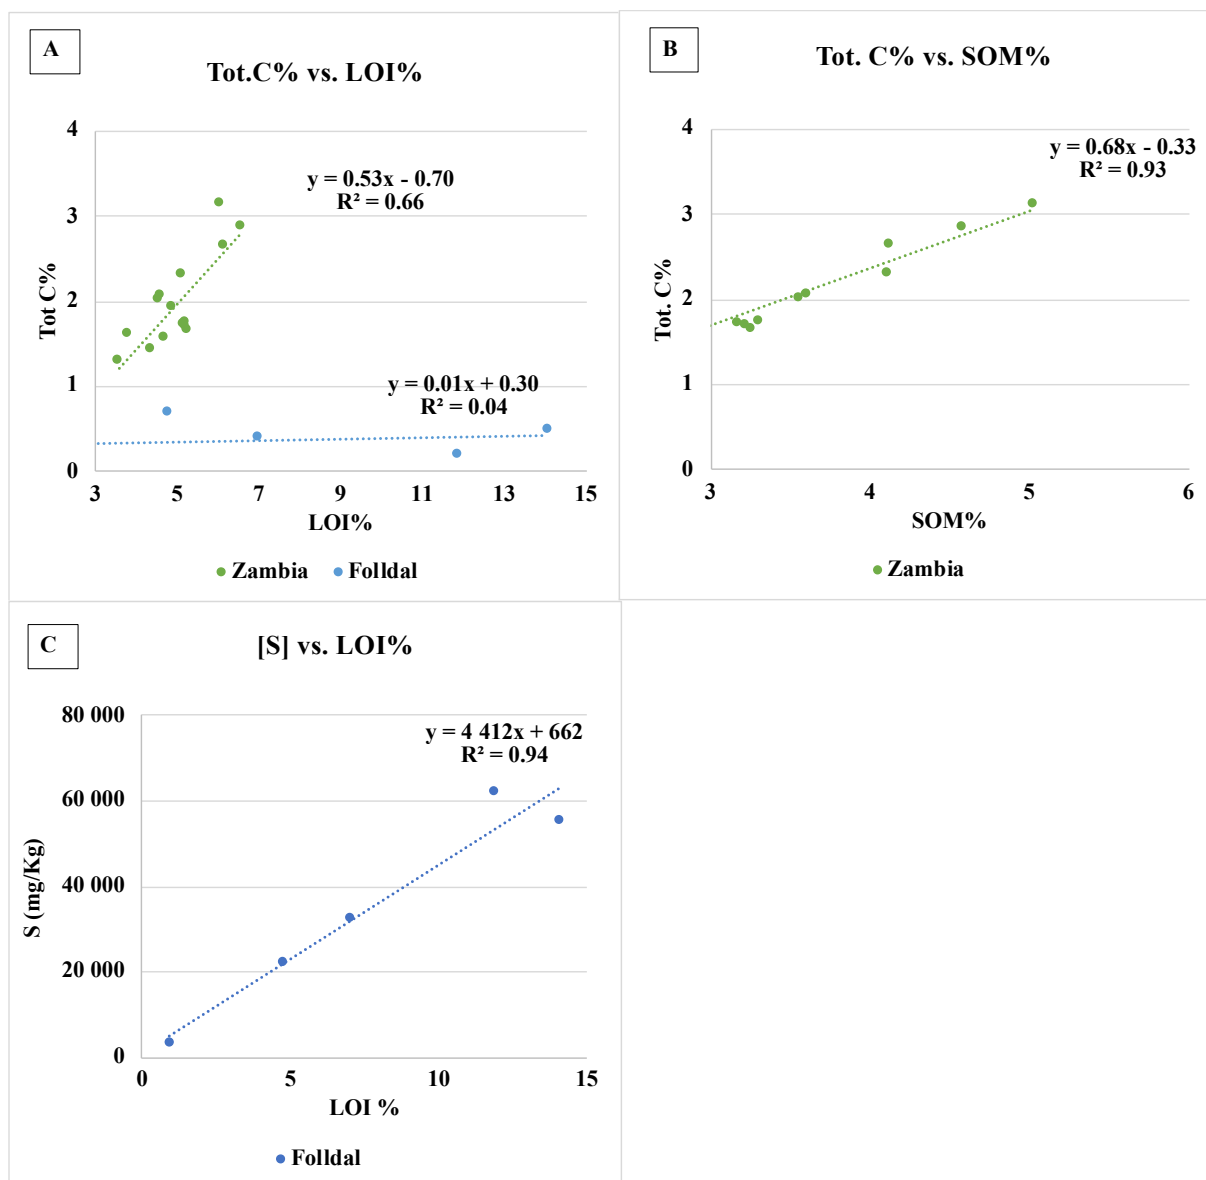 A
Tot.C% vs. LOI%
4
3
2
1
0
Tot C%
y = 0.53x - 0.70
R² = 0.66
y = 0.01x + 0.30
R² = 0.04
3 5 7 9 11 13 15
LOI%
Zambia Folldal
B
Tot. C% vs. SOM%
4
3
2
1
0
Tot. C%
y = 0.68x - 0.33
R² = 0.93
3 4 5 6
SOM%
Zambia
C
[S] vs. LOI%
80 000
60 000
40 000
20 000
0
S (mg/Kg)
y = 4 412x + 662
R² = 0.94
0 5 10 15
LOI %
Folldal